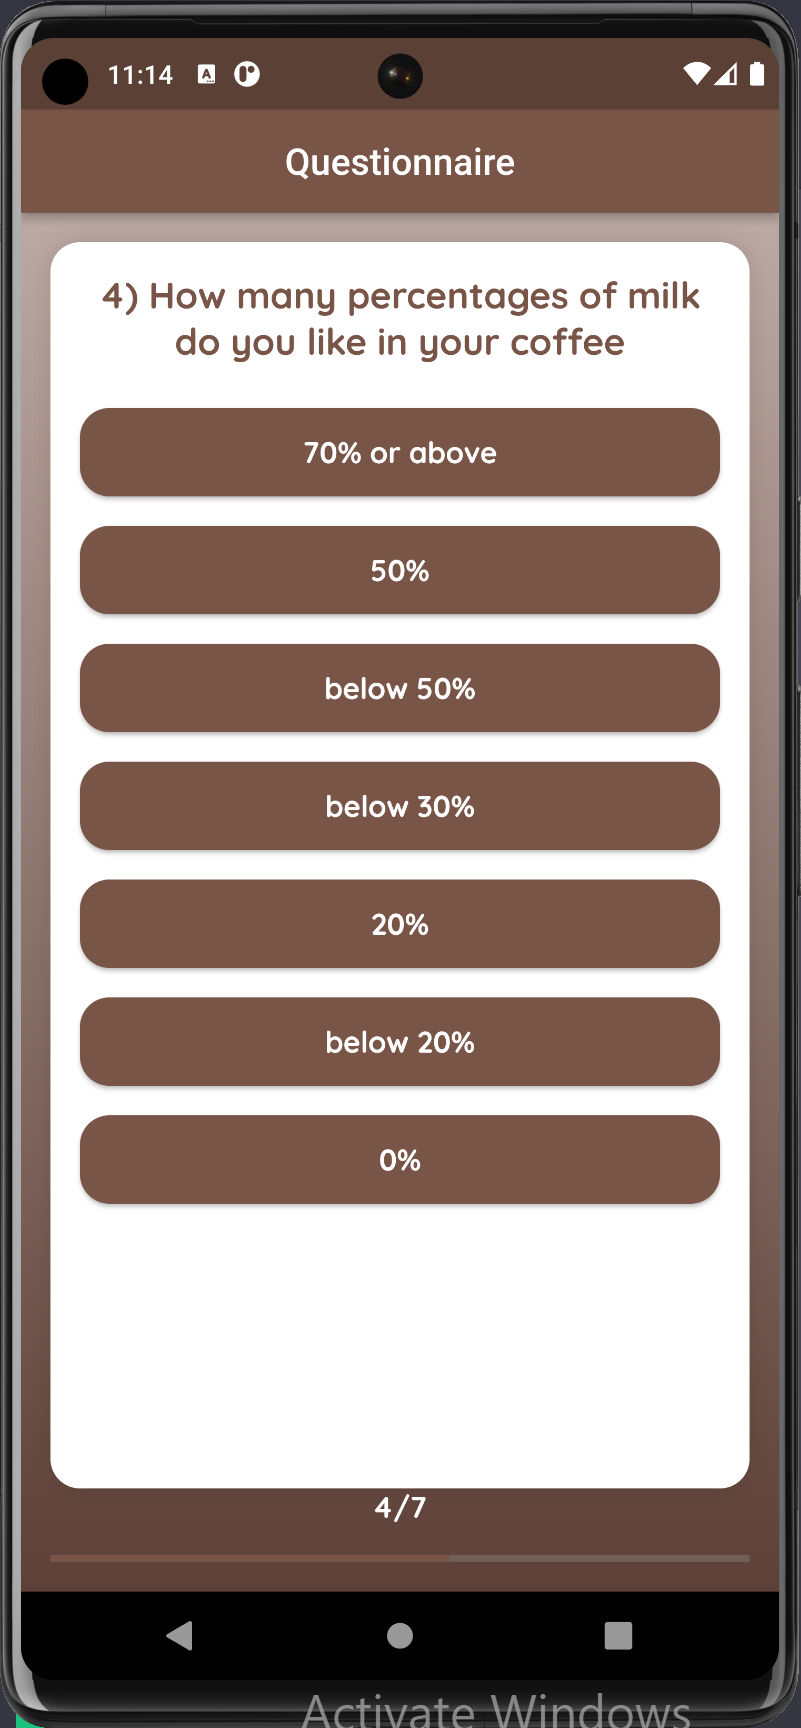 11:14
Questionnaire
4) How many percentages of milk
do you like in your coffee
70% or above
50%
below 50%
below 30%
20%
below 20%
0%
4/7
Activate Windows